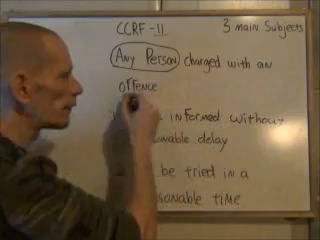 CCRF-11 3 main Subjects
Any Person charged with an
offence
informed without
delay
be tried in a
time